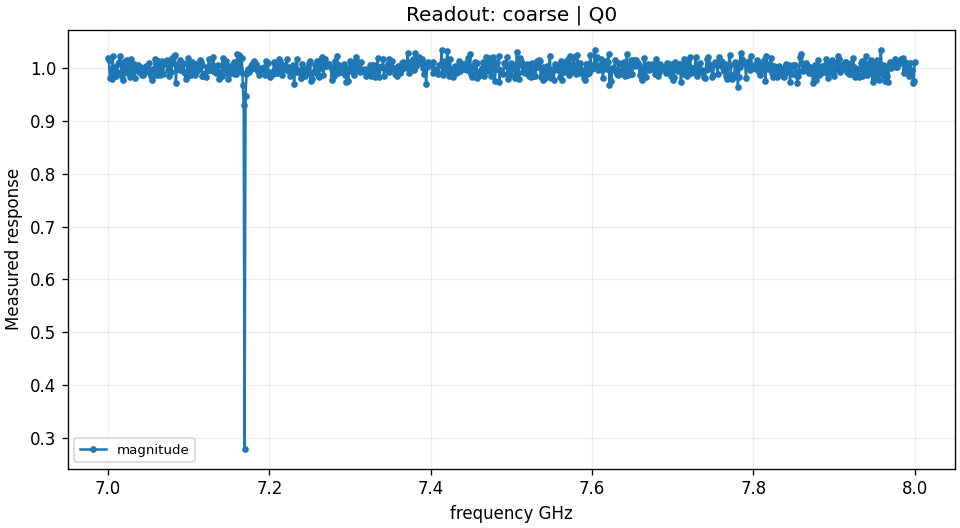 Readout: coarse | Q0
Measured response
1.0
0.9
0.8
0.7
0.6
0.5
0.4
0.3
magnitude
7.0 7.2 7.4 7.6 7.8 8.0
frequency GHz